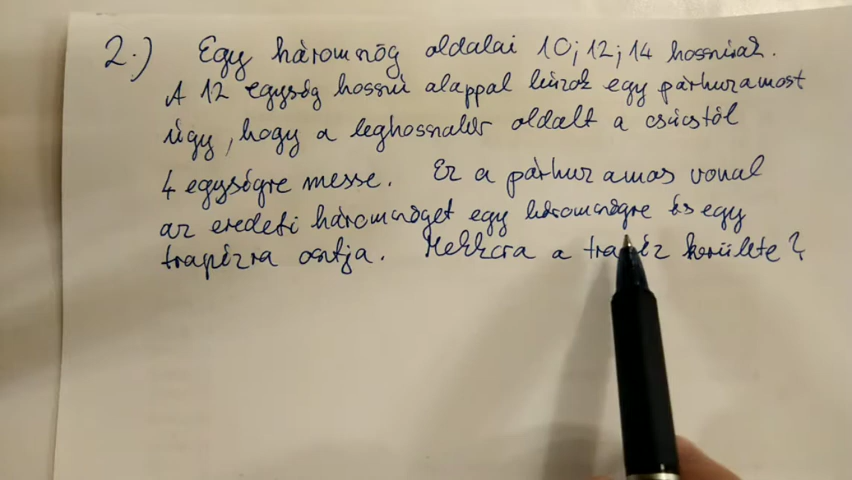 2.) Egy háromszög oldalai 10; 12; 14 hosszúak.
A 12 egység hosszú alappal húzok egy párhuzamost
úgy, hogy a leghosszabb oldalt a csúcstól
4 egységre messe. Ez a párhuzamos vonal
az eredeti háromszöget egy háromszögre és egy
trapézra osztja. Mekkora a trapéz kerülete?